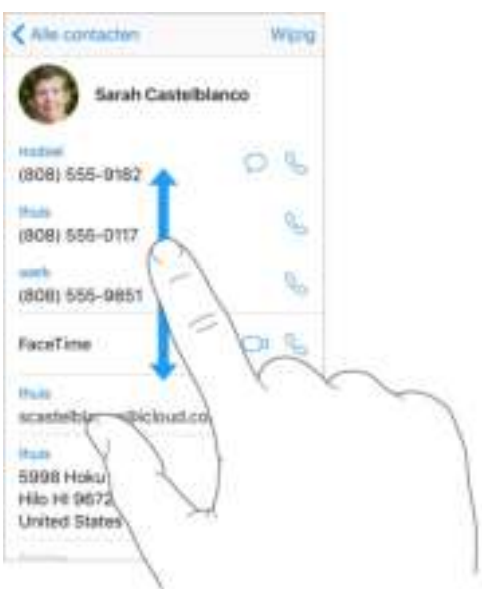 Alle contacten
Wijzig
Sarah Castelblanco
mobiel
(808) 555-9182
thuis
(808) 555-0117
werk
(808) 555-9851
FaceTime
thuis
thuis
5998 Hoku
Hilo HI 9672
United States